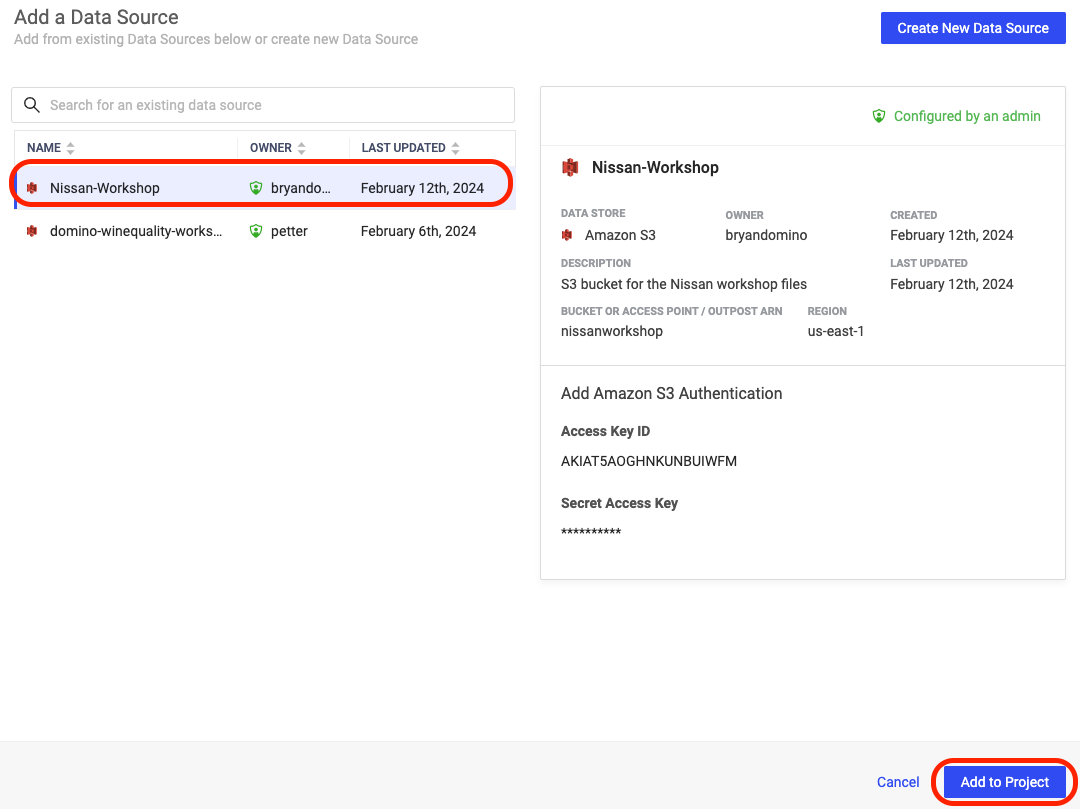 Add a Data Source
Add from existing Data Sources below or create new Data Source
Create New Data Source
Search for an existing data source
NAME OWNER LAST UPDATED
Nissan-Workshop bryando... February 12th, 2024
domino-winequality-works... petter February 6th, 2024
Configured by an admin
Nissan-Workshop
DATA STORE OWNER CREATED
Amazon S3 bryandomino February 12th, 2024
DESCRIPTION LAST UPDATED
S3 bucket for the Nissan workshop files February 12th, 2024
BUCKET OR ACCESS POINT / OUTPOST ARN REGION
nissanworkshop us-east-1
Add Amazon S3 Authentication
Access Key ID
AKIAT5AOGHNKUNBUIWFM
Secret Access Key
**********
Cancel Add to Project